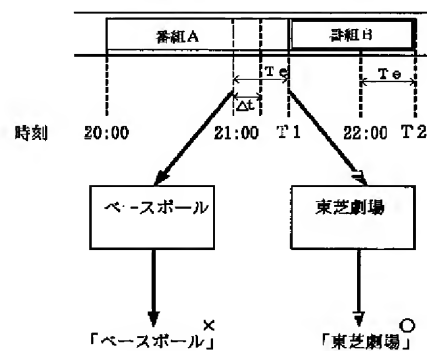 番組A 番組B
Te Te
Δt
時刻 20:00 21:00 T1 22:00 T2
ベースボール 東芝劇場
× ○
「ベースボール」 「東芝劇場」